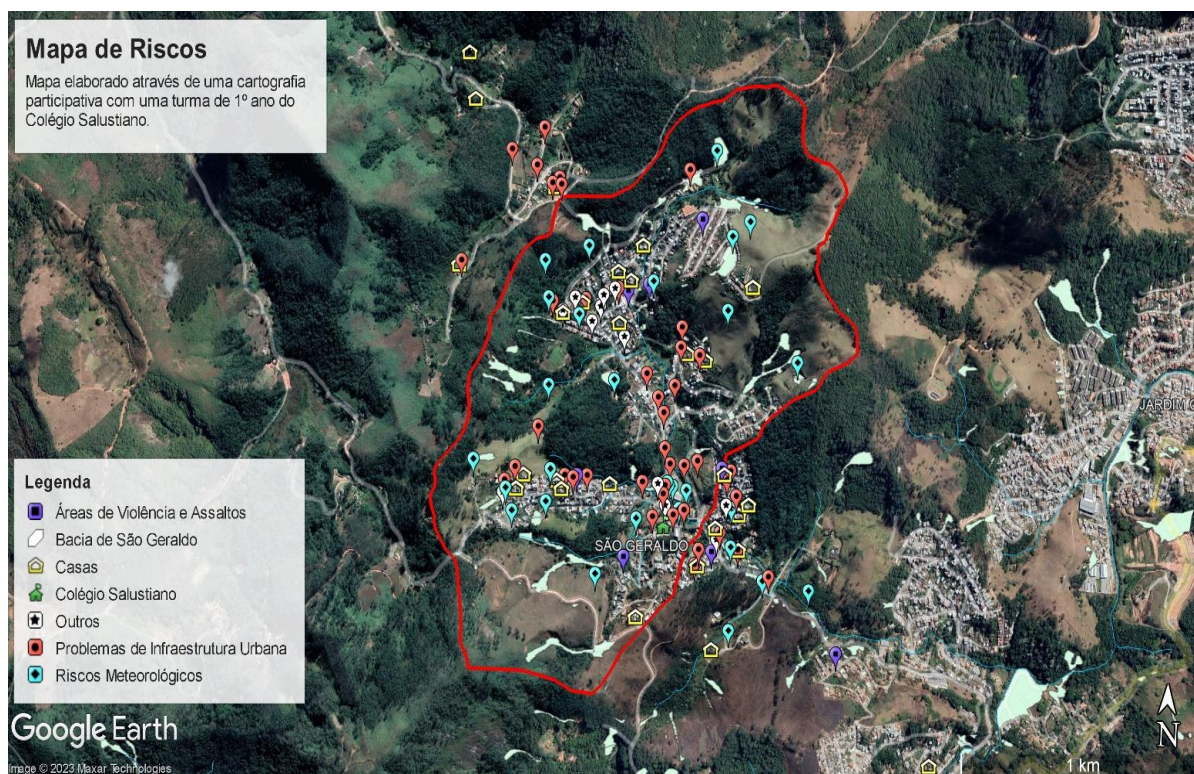 Mapa de Riscos
Mapa elaborado através de uma cartografia
participativa com uma turma de 1º ano do
Colégio Salustiano.
JARDIM
SÃO GERALDO
Legenda
Áreas de Violência e Assaltos
Bacia de São Geraldo
Casas
Colégio Salustiano
Outros
Problemas de Infraestrutura Urbana
Riscos Meteorológicos
Google Earth
Image © 2023 Maxar Technologies
N
1 km